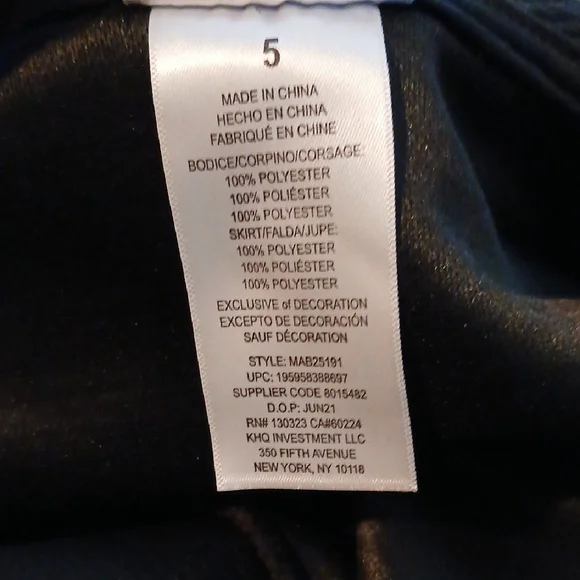 5
MADE IN CHINA
HECHO EN CHINA
FABRIQUÉ EN CHINE
BODICE/CORPINO/CORSAGE:
100% POLYESTER
100% POLIÉSTER
100% POLYESTER
SKIRT/FALDA/JUPE:
100% POLYESTER
100% POLIÉSTER
100% POLYESTER
EXCLUSIVE of DECORATION
EXCEPTO DE DECORACIÓN
SAUF DÉCORATION
STYLE: MAB25191
UPC: 195958388697
SUPPLIER CODE 8015482
D.O.P: JUN21
RN# 130323 CA#60224
KHQ INVESTMENT LLC
350 FIFTH AVENUE
NEW YORK, NY 10118